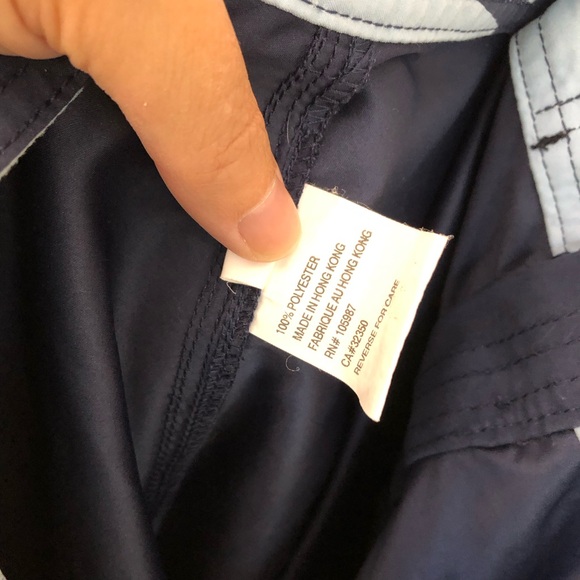 100% POLYESTER
MADE IN HONG KONG
FABRIQUE AU HONG KONG
RN# 105987
CA#32350
REVERSE FOR CARE